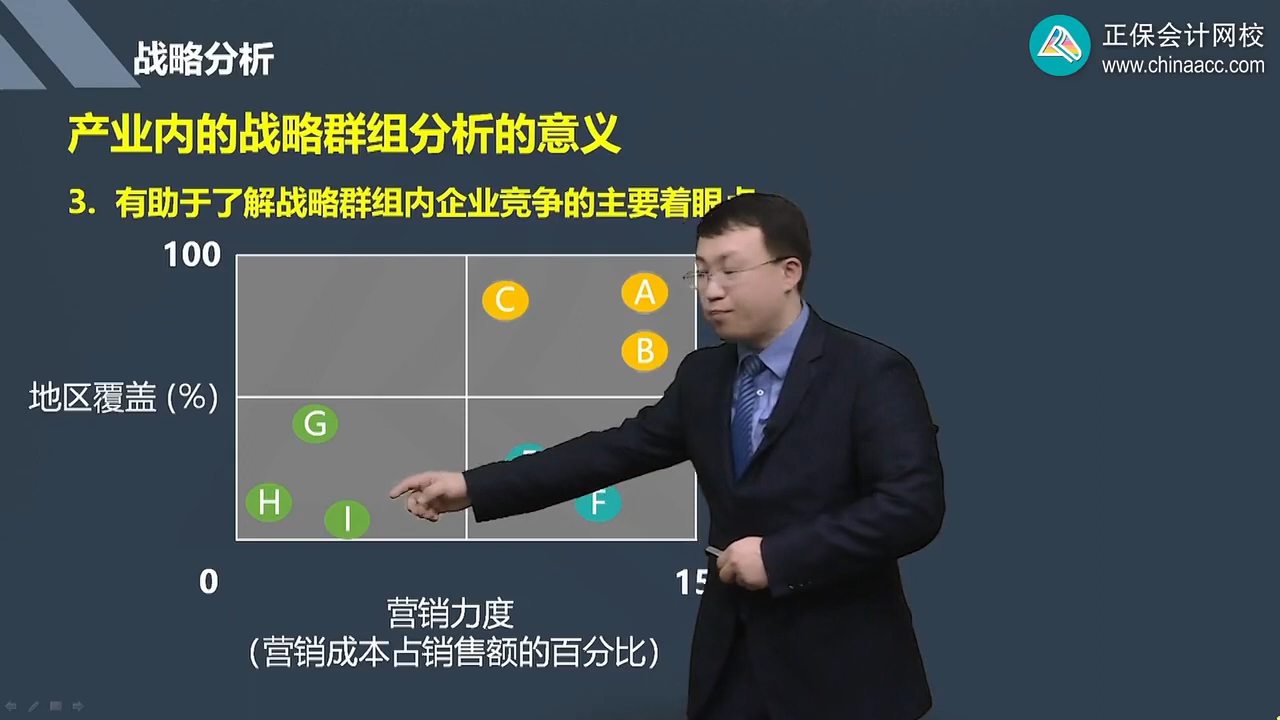 战略分析
正保会计网校
www.chinaacc.com
产业内的战略群组分析的意义
3. 有助于了解战略群组内企业竞争的主要着眼点
100
C
A
B
地区覆盖(%)
G
H
I
F
0
15
营销力度
(营销成本占销售额的百分比)